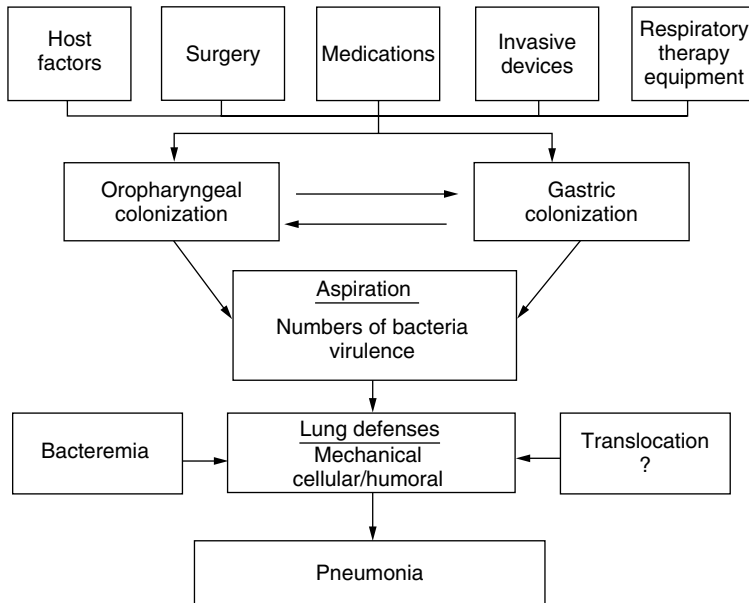 Host
factors
Surgery
Medications
Invasive
devices
Respiratory
therapy
equipment
Oropharyngeal
colonization
Gastric
colonization
Aspiration
Numbers of bacteria
virulence
Bacteremia
Lung defenses
Mechanical
cellular/humoral
Translocation
?
Pneumonia